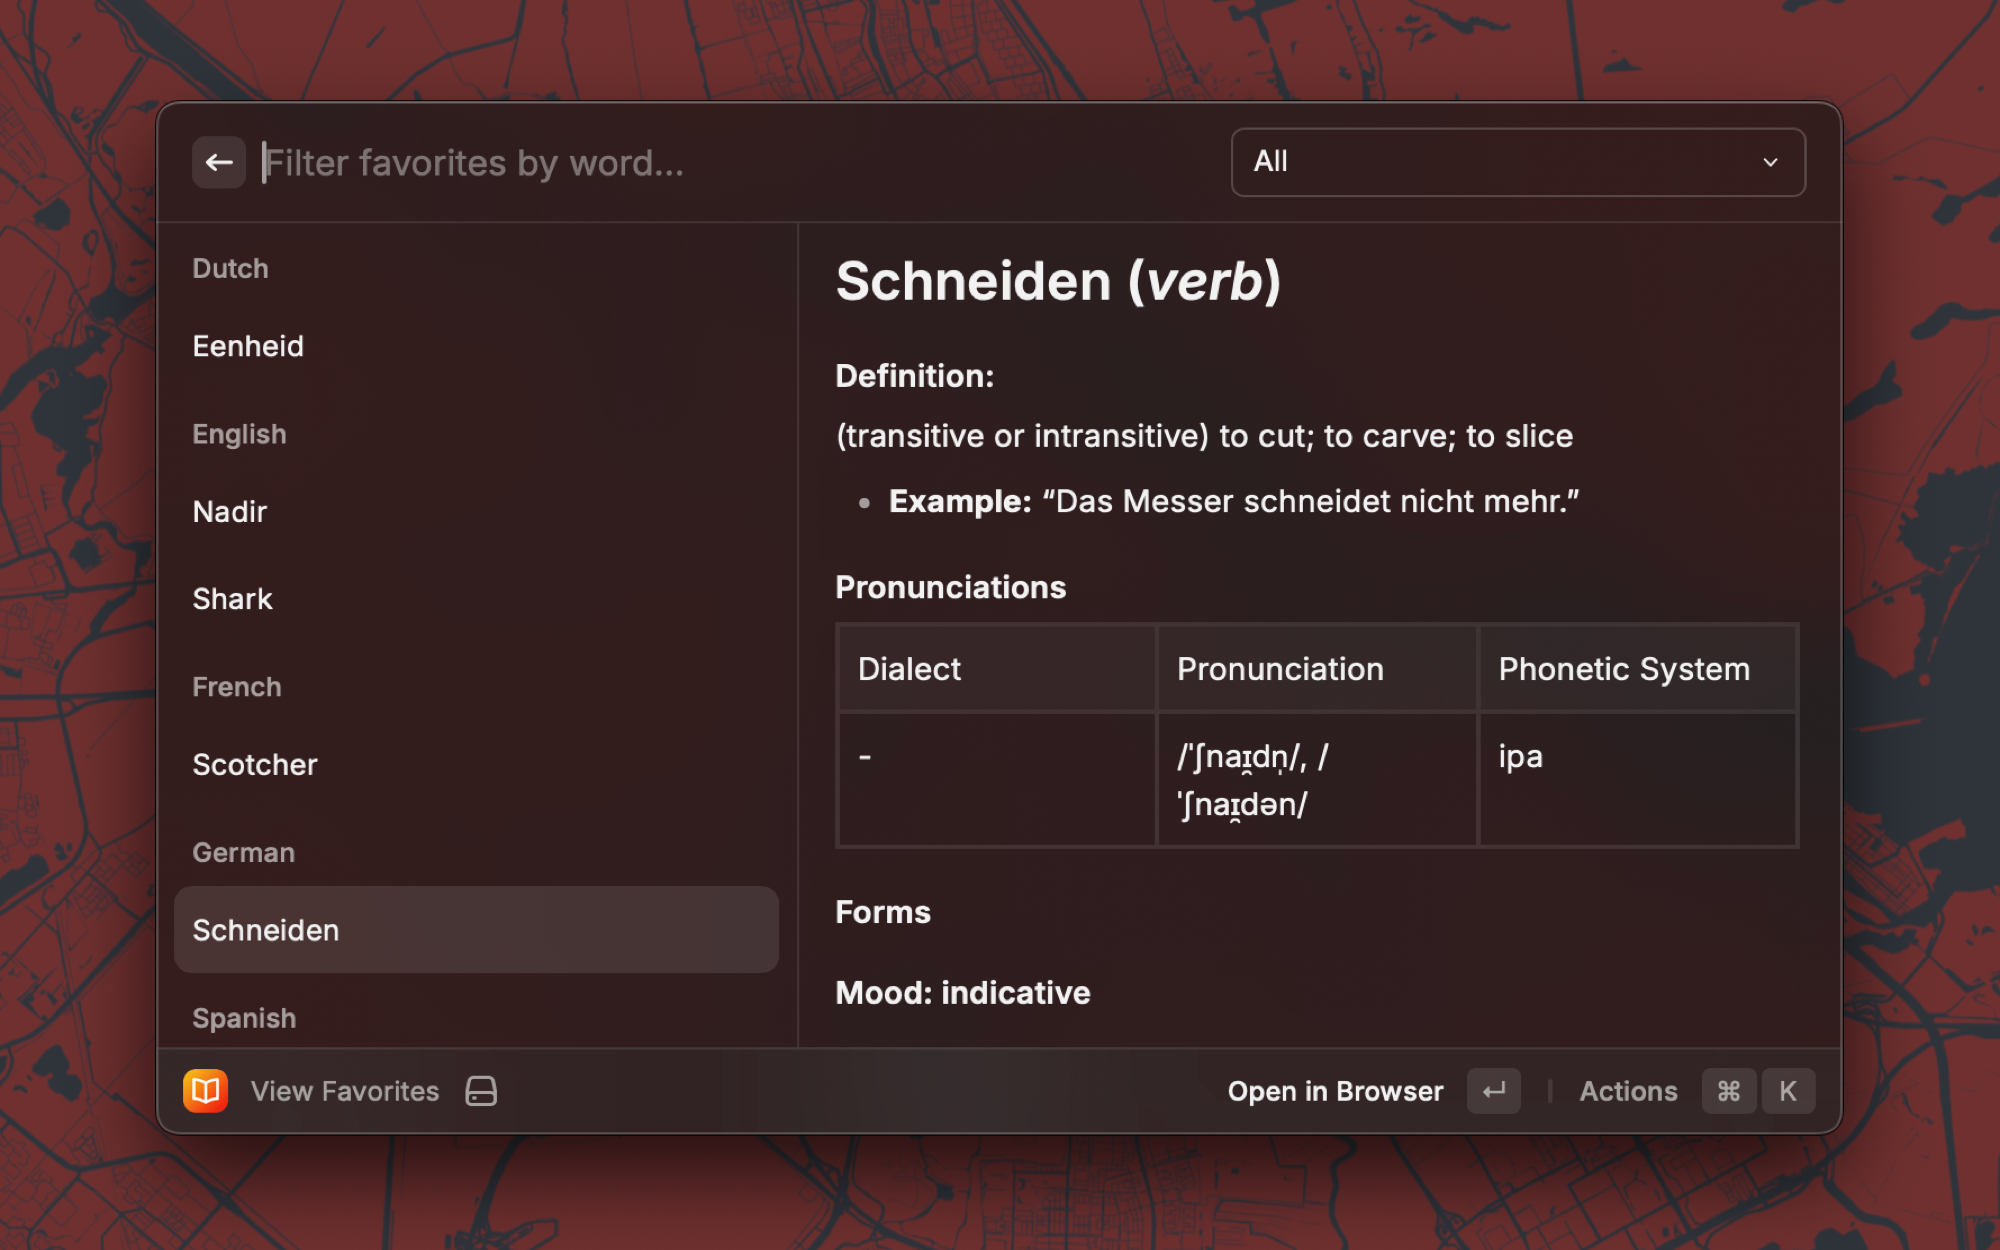 Filter favorites by word...
All
Dutch
Eenheid
English
Nadir
Shark
French
Scotcher
German
Schneiden
Spanish
Schneiden (verb)
Definition:
(transitive or intransitive) to cut; to carve; to slice
• Example: “Das Messer schneidet nicht mehr.”
Pronunciations
Dialect Pronunciation Phonetic System
- /ˈʃnaɪ̯dn̩/, / ipa
ˈʃnaɪ̯dən/
Forms
Mood: indicative
View Favorites
Open in Browser ↵ | Actions ⌘ K